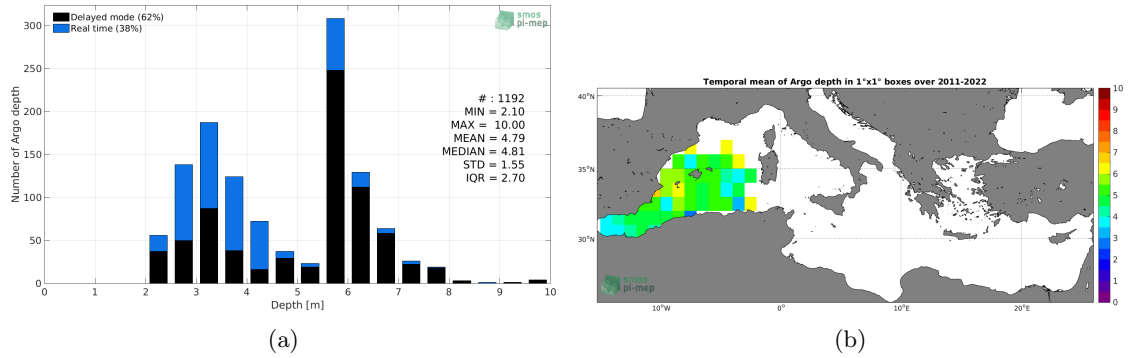 Delayed mode (62%)
Real time (38%)
smos
pi-mep
Number of Argo depth
300
250
200
150
100
50
0
# : 1192
MIN = 2.10
MAX = 10.00
MEAN = 4.79
MEDIAN = 4.81
STD = 1.55
IQR = 2.70
0 1 2 3 4 5 6 7 8 9 10
Depth [m]
(a)
Temporal mean of Argo depth in 1°x1° boxes over 2011-2022
40°N
35°N
30°N
10°W 0° 10°E 20°E
smos
pi-mep
10
9
8
7
6
5
4
3
2
1
0
(b)